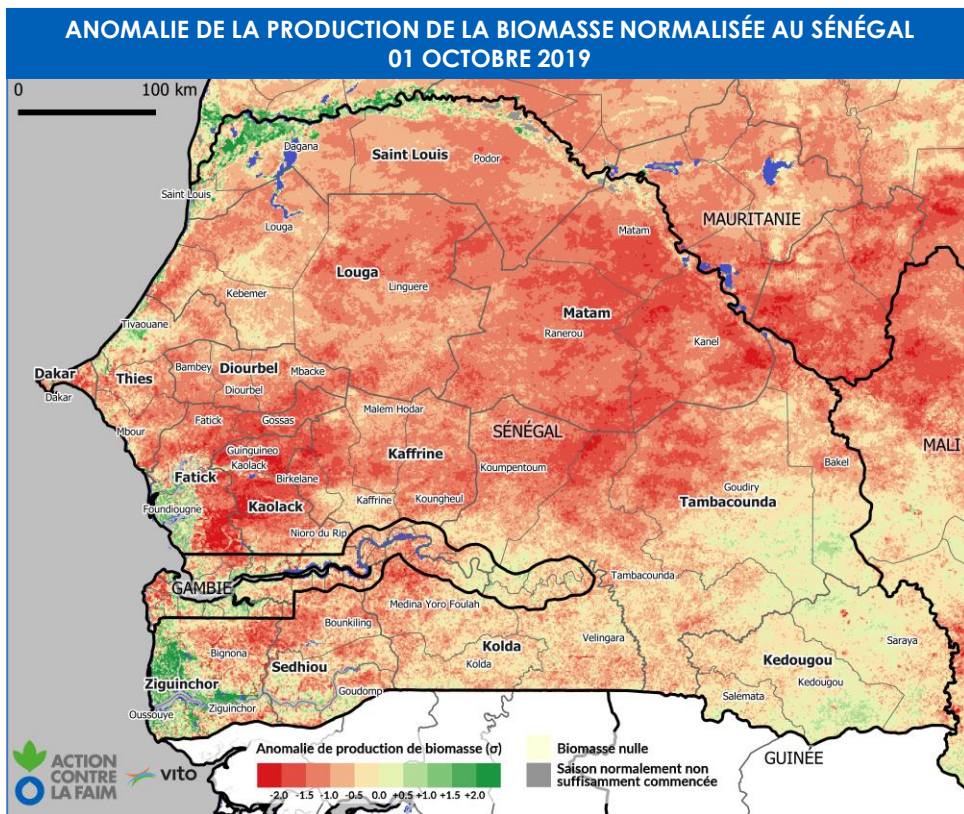 ANOMALIE DE LA PRODUCTION DE LA BIOMASSE NORMALISÉE AU SÉNÉGAL
01 OCTOBRE 2019
0 100 km
Dagana
Saint Louis
Podor
Saint Louis
Louga
Matam
MAURITANIE
Louga
Linguere
Kebemer
Matam
Ranerou
Kanel
Tivaouane
Dakar
Dakar
Thies
Bambey
Diourbel
Mbacke
Diourbel
Mbour
Fatick
Gossas
Malem Hodar
SÉNÉGAL
MALI
Guinguineo
Kaolack
Kaffrine
Koumpentoum
Bakel
Fatick
Birkelane
Goudiry
Tambacounda
Foundiougne
Kaolack
Kaffrine
Koungheul
Nioro du Rip
GAMBIE
Tambacounda
Medina Yoro Foulah
Bounkiling
Velingara
Saraya
Bignona
Kolda
Sedhiou
Kolda
Kedougou
Kedougou
Ziguinchor
Goudomp
Salemata
Oussouye
Ziguinchor
GUINÉE
Anomalie de production de biomasse (σ)
-2.0 -1.5 -1.0 -0.5 0.0 +0.5 +1.0 +1.5 +2.0
Biomasse nulle
Saison normalement non
suffisamment commencée
ACTION
CONTRE
LA FAIM
vito